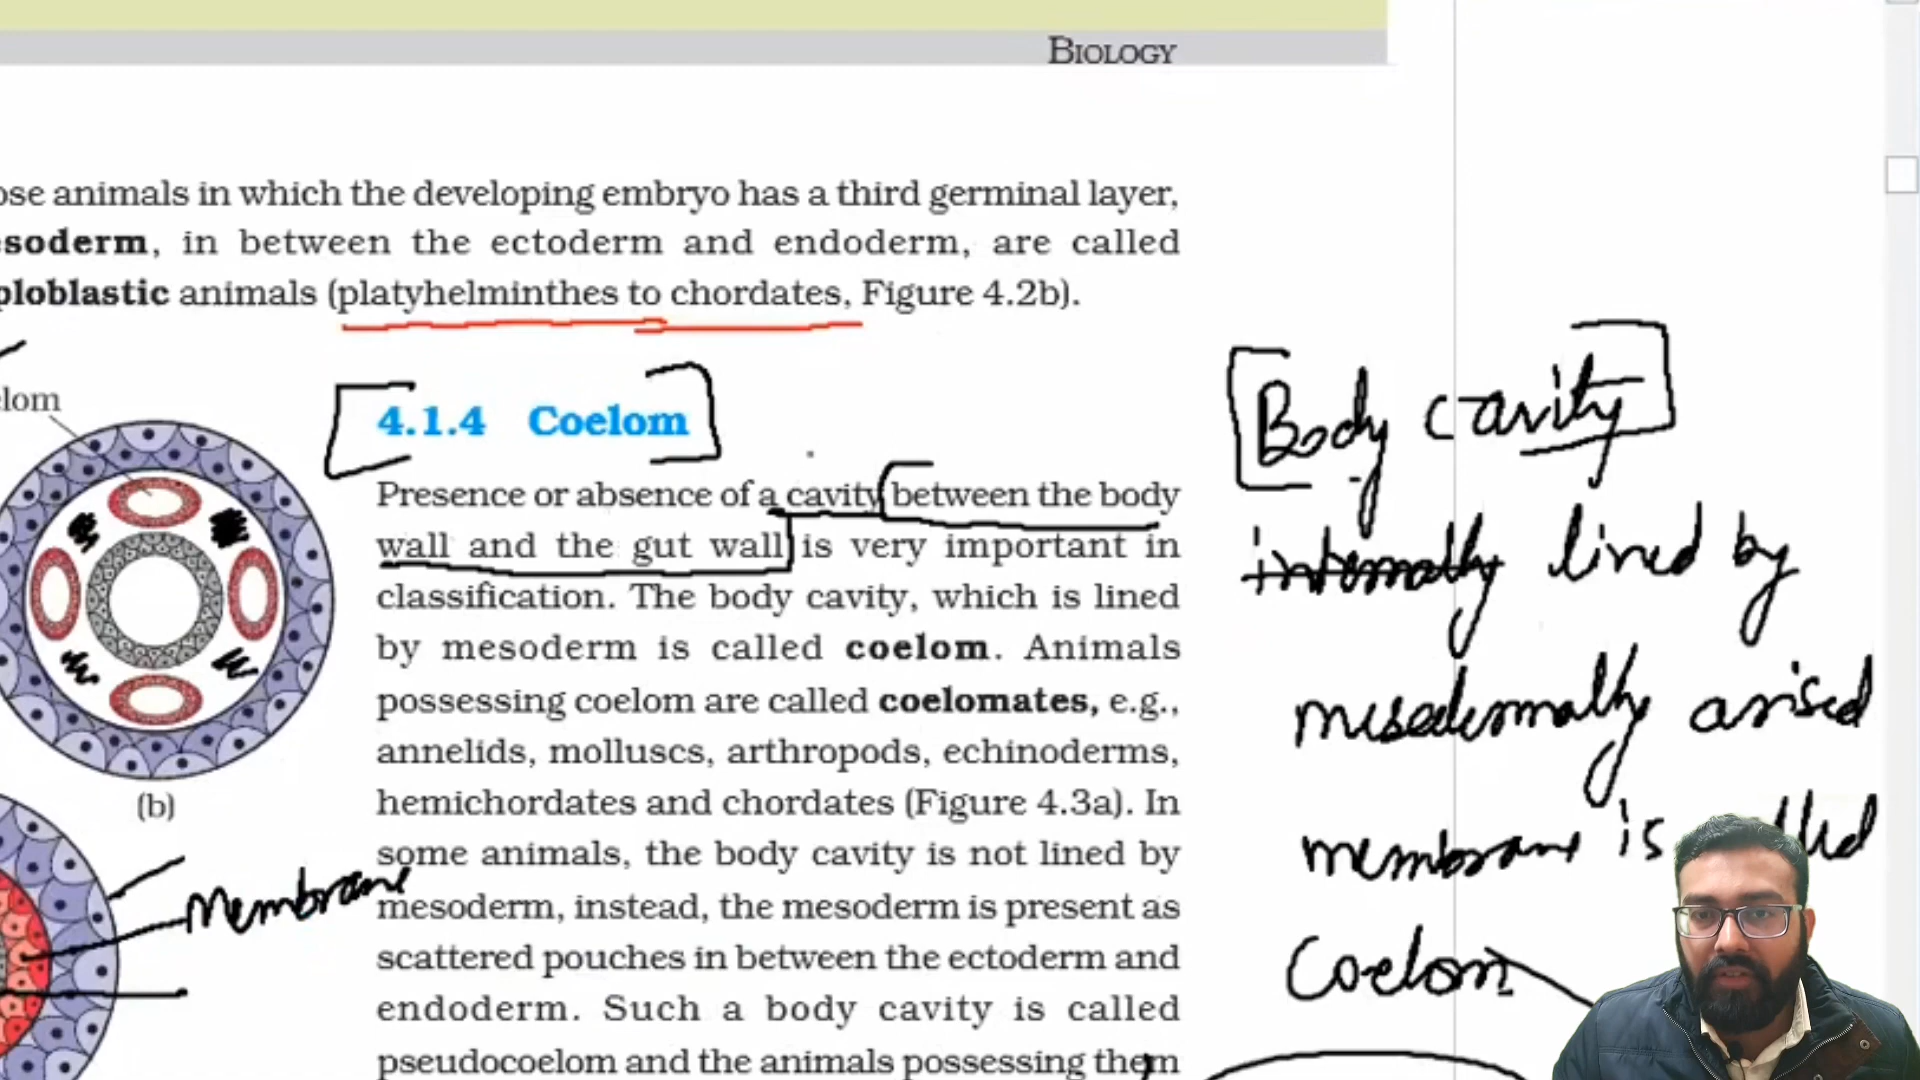 BIOLOGY
ose animals in which the developing embryo has a third germinal layer,
soderm, in between the ectoderm and endoderm, are called
ploblastic animals (platyhelminthes to chordates, Figure 4.2b).
elom
4.1.4 Coelom
Presence or absence of a cavity between the body
wall and the gut wall is very important in
classification. The body cavity, which is lined
by mesoderm is called coelom. Animals
possessing coelom are called coelomates, e.g.,
annelids, molluscs, arthropods, echinoderms,
hemichordates and chordates (Figure 4.3a). In
some animals, the body cavity is not lined by
mesoderm, instead, the mesoderm is present as
scattered pouches in between the ectoderm and
endoderm. Such a body cavity is called
pseudocoelom and the animals possessing them
(b)
Membrane
Body cavity
internally lined by
mesodermally arised
membrane is
Coelom